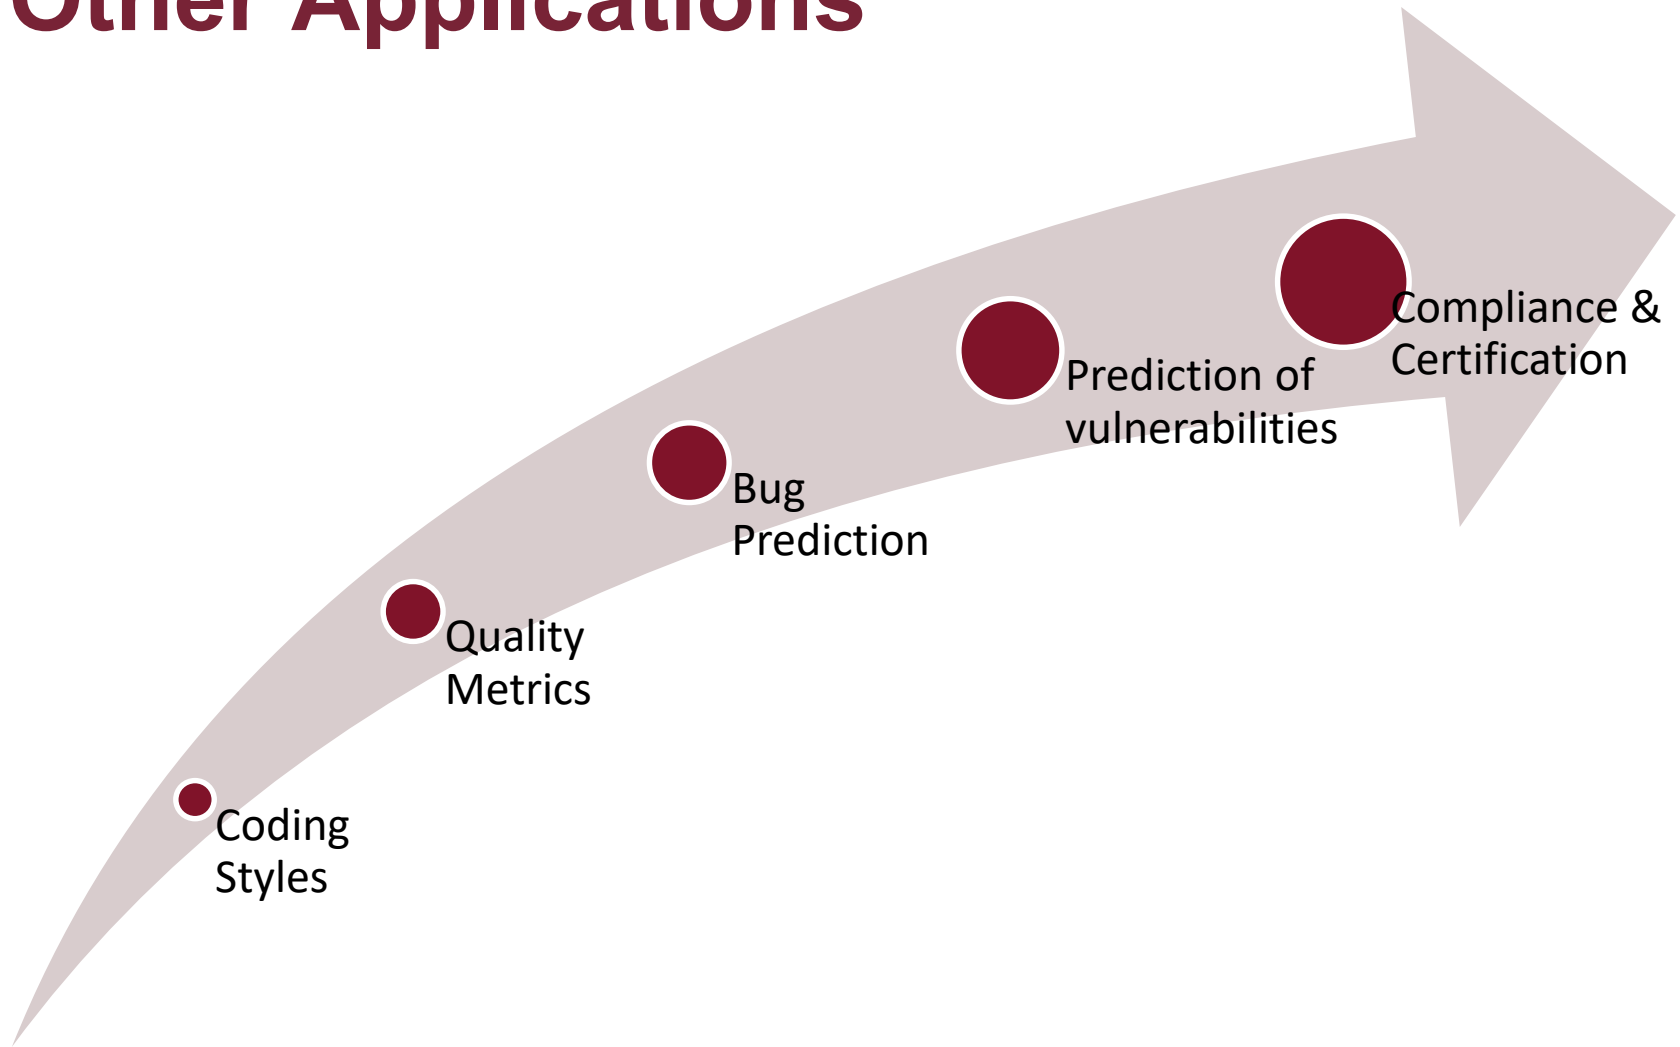 Other Applications
Compliance &
Certification
Prediction of
vulnerabilities
Bug
Prediction
Quality
Metrics
Coding
Styles